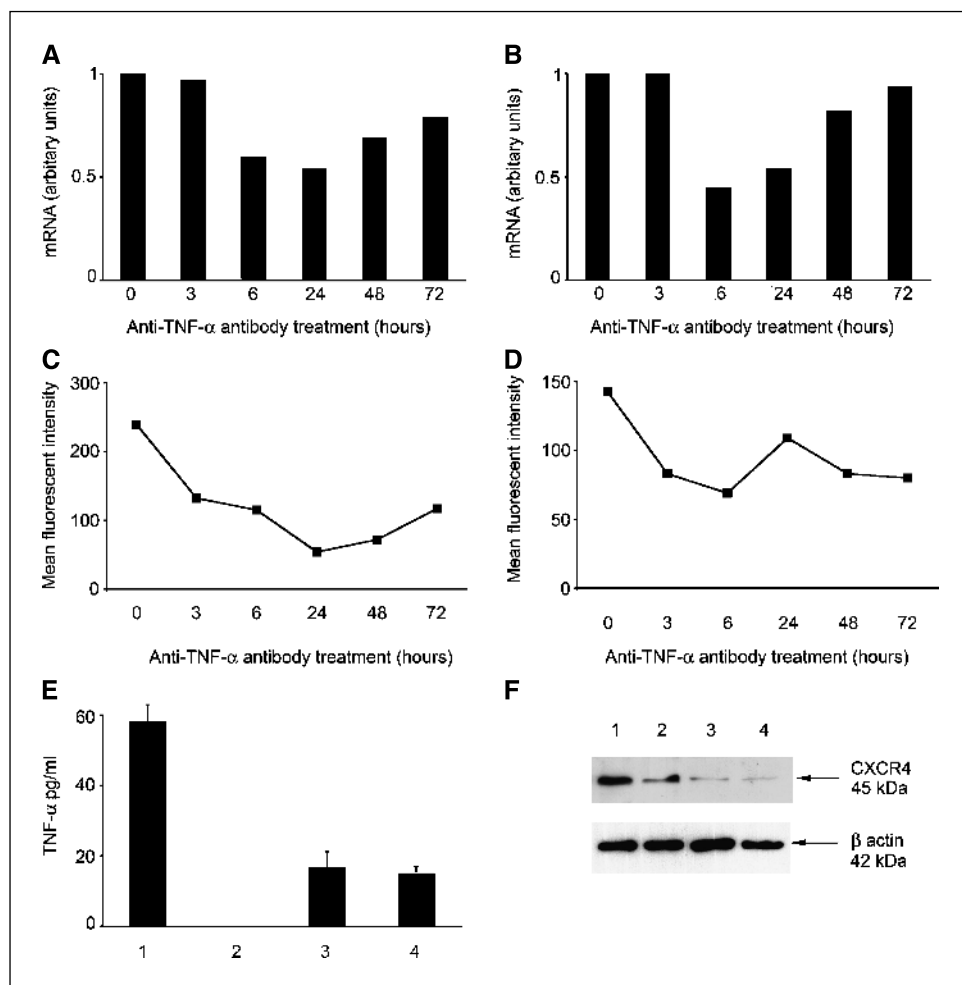 A
mRNA (arbitary units)
1
0.5
0
0 3 6 24 48 72
Anti-TNF-α antibody treatment (hours)
B
mRNA (arbitary units)
1
0.5
0
0 3 .6 24 48 72
Anti-TNF-α antibody treatment (hours)
C
Mean fluorescent intensity
300
200
100
0
0 3 6 24 48 72
Anti-TNF-α antibody treatment (hours)
D
Mean fluorescent intensity
150
100
50
0
0 3 6 24 48 72
Anti-TNF-α antibody treatment (hours)
E
TNF-α pg/ml
60
40
20
0
1 2 3 4
F
1 2 3 4
CXCR4
45 kDa
β actin
42 kDa